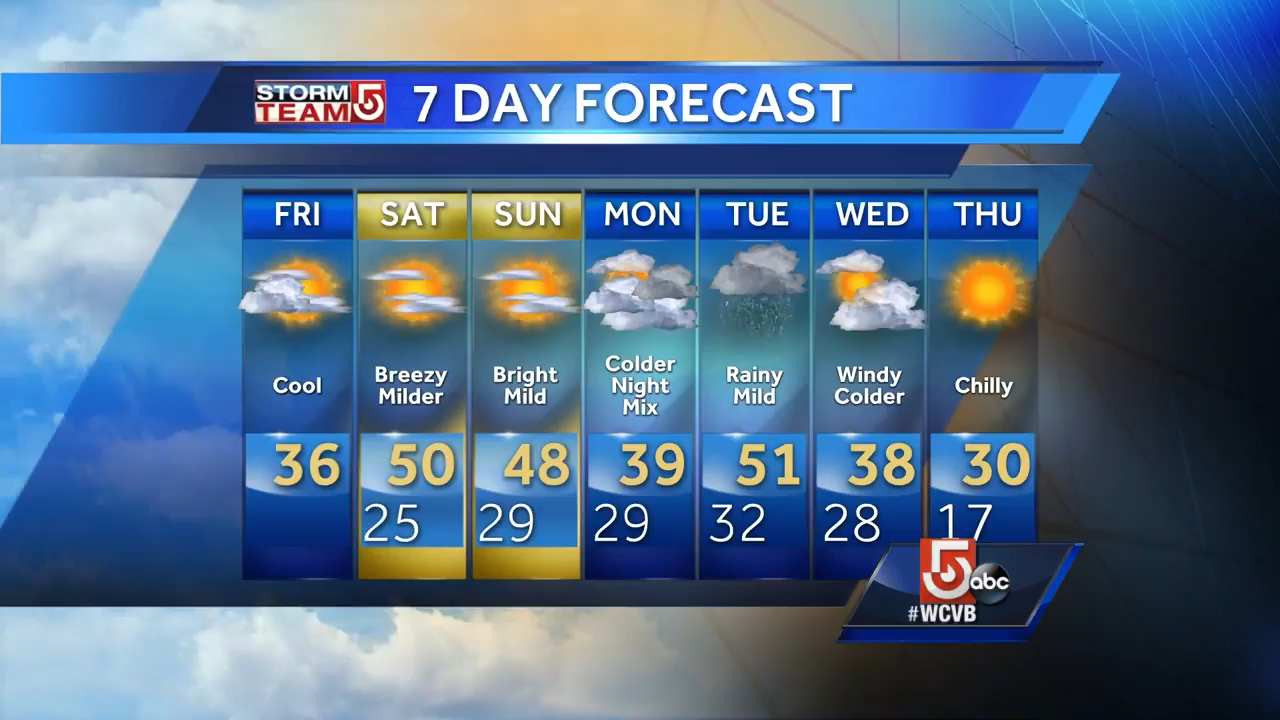 STORM
TEAM 5
7 DAY FORECAST
FRI SAT SUN MON TUE WED THU
Cool
Breezy
Milder
Bright
Mild
Colder
Night
Mix
Rainy
Mild
Windy
Colder
Chilly
36 50 48 39 51 38 30
25 29 29 32 28 17
5 abc
#WCVB